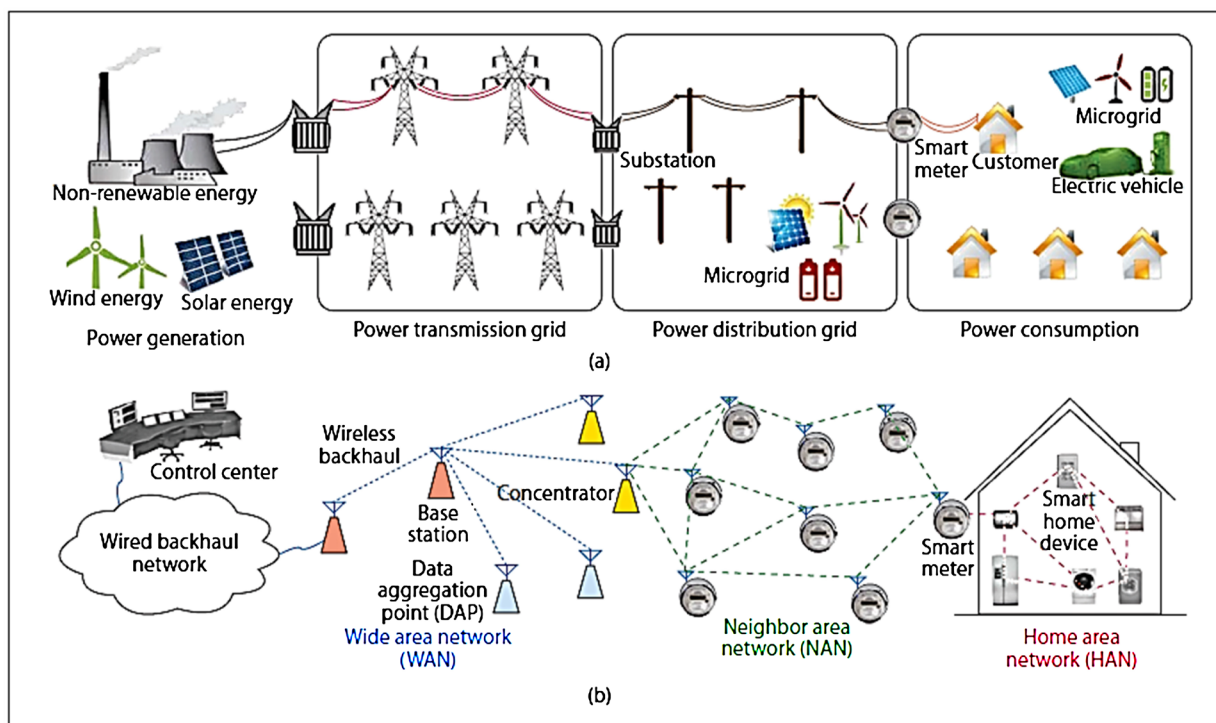 Non-renewable energy
Wind energy
Solar energy
Power generation
Power transmission grid
Substation
Microgrid
Power distribution grid
Smart
meter
Customer
Microgrid
Electric vehicle
Power consumption
(a)
Control center
Wired backhaul
network
Wireless
backhaul
Base
station
Concentrator
Data
aggregation
point (DAP)
Wide area network
(WAN)
Neighbor area
network (NAN)
Smart
meter
Smart
home
device
Home area
network (HAN)
(b)